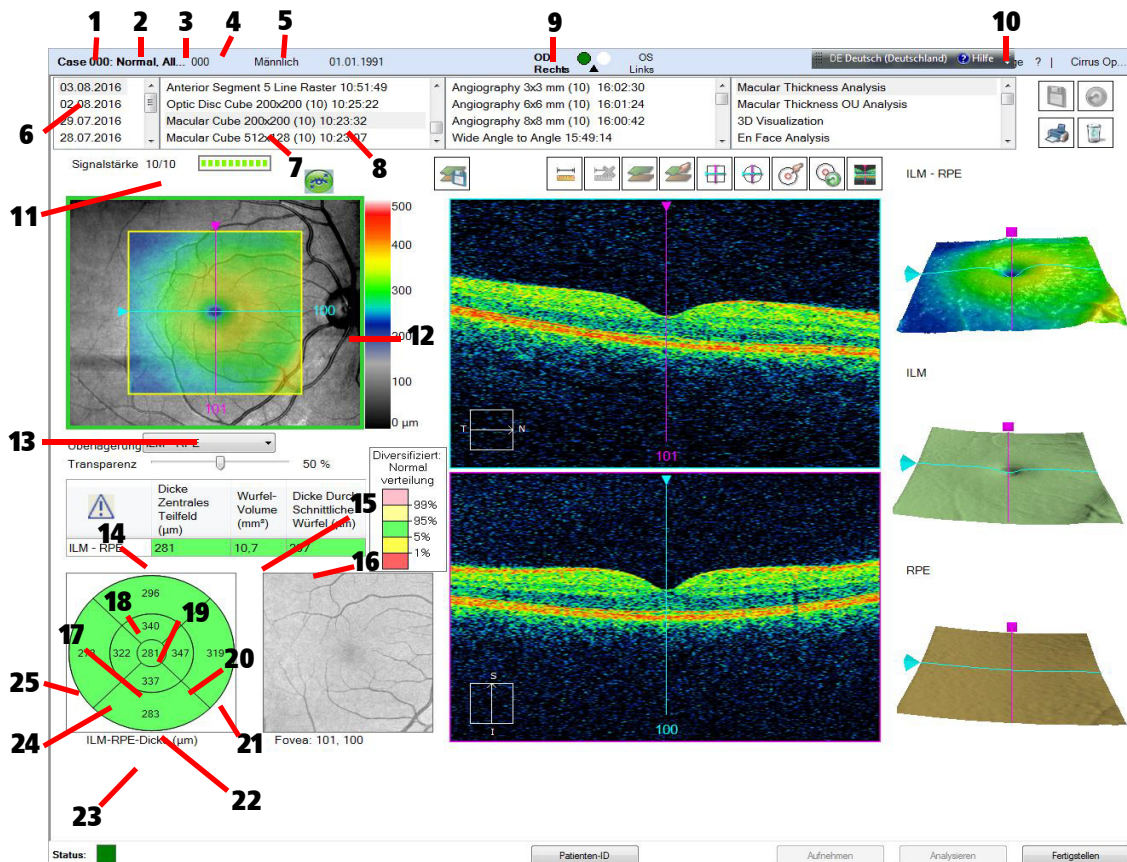 1 2 3 4 5 9 10
Case 000: Normal, All... 000 Männlich 01.01.1991 OD Rechts OS Links DE Deutsch (Deutschland) ? Hilfe ? | Cirrus Op...
03.08.2016
02.08.2016
29.07.2016
28.07.2016
6
Anterior Segment 5 Line Raster 10:51:49
Optic Disc Cube 200x200 (10) 10:25:22
Macular Cube 200x200 (10) 10:23:32
Macular Cube 512x128 (10) 10:23:07
7 8
Angiography 3x3 mm (10) 16:02:30
Angiography 6x6 mm (10) 16:01:24
Angiography 8x8 mm (10) 16:00:42
Wide Angle to Angle 15:49:14
Macular Thickness Analysis
Macular Thickness OU Analysis
3D Visualization
En Face Analysis
Signalstärke 10/10
11
500
400
300
200
100
0 µm
100
101
12
13
Überlagerung ILM - RPE
Transparenz 50 %
Diversifiziert:
Normal
verteilung
99%
95%
5%
1%
Dicke Zentrales Teilfeld (µm)
Wurfel-Volume (mm³)
Dicke Durch Schnittliche Würfel (µm)
ILM - RPE 281 10,7
14 15 16
296
18 340 19
17 322 281 347 319 20
337
25
283
24 21
ILM-RPE-Dicke (µm)
Fovea: 101, 100
23 22
T N
101
S
I
100
ILM - RPE
ILM
RPE
Status:
Patienten-ID Aufnehmen Analysieren Fertigstellen